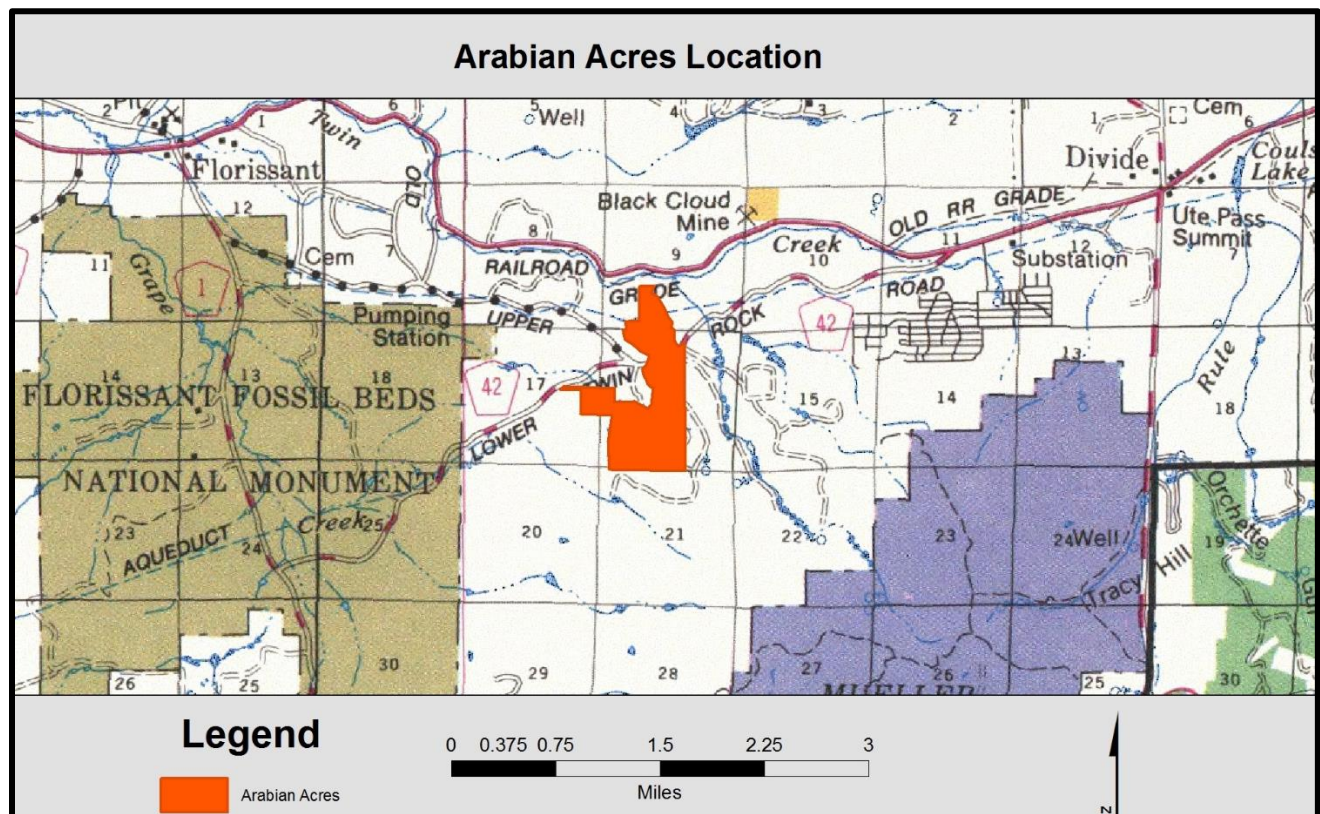 Arabian Acres Location
2
1
6
5
Well
4
3
2
1
Cem
6
Twin
OLD
Florissant
Divide
Lake
12
Black Cloud
Mine
8
9
7
Cem
OLD RR GRADE
Creek
10
11
12
Ute Pass
Summit
7
Substation
11
Grape
1
RAILROAD
UPPER
ROCK
ROAD
42
Pumping
Station
14
13
18
42
17
15
14
13
18
Rule
FLORISSANT FOSSIL BEDS
LOWER
NATIONAL MONUMENT
Creek
25
23
24
AQUEDUCT
20
21
22
23
24
Well
Tracy Hill
Orchette
19
30
26
25
29
28
27
26
25
30
MUELLER
Legend
Arabian Acres
0 0.375 0.75 1.5 2.25 3
Miles
N